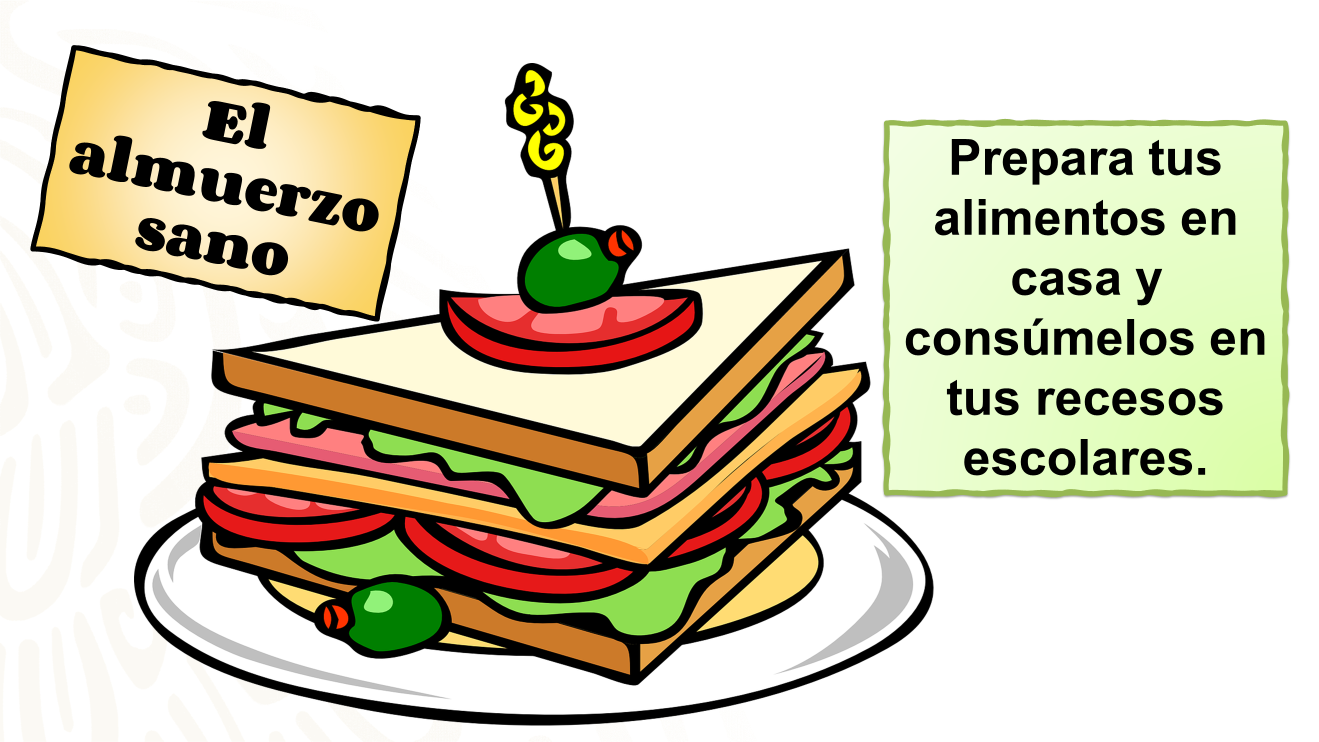 El
almuerzo
sano
Prepara tus
alimentos en
casa y
consúmelos en
tus recesos
escolares.